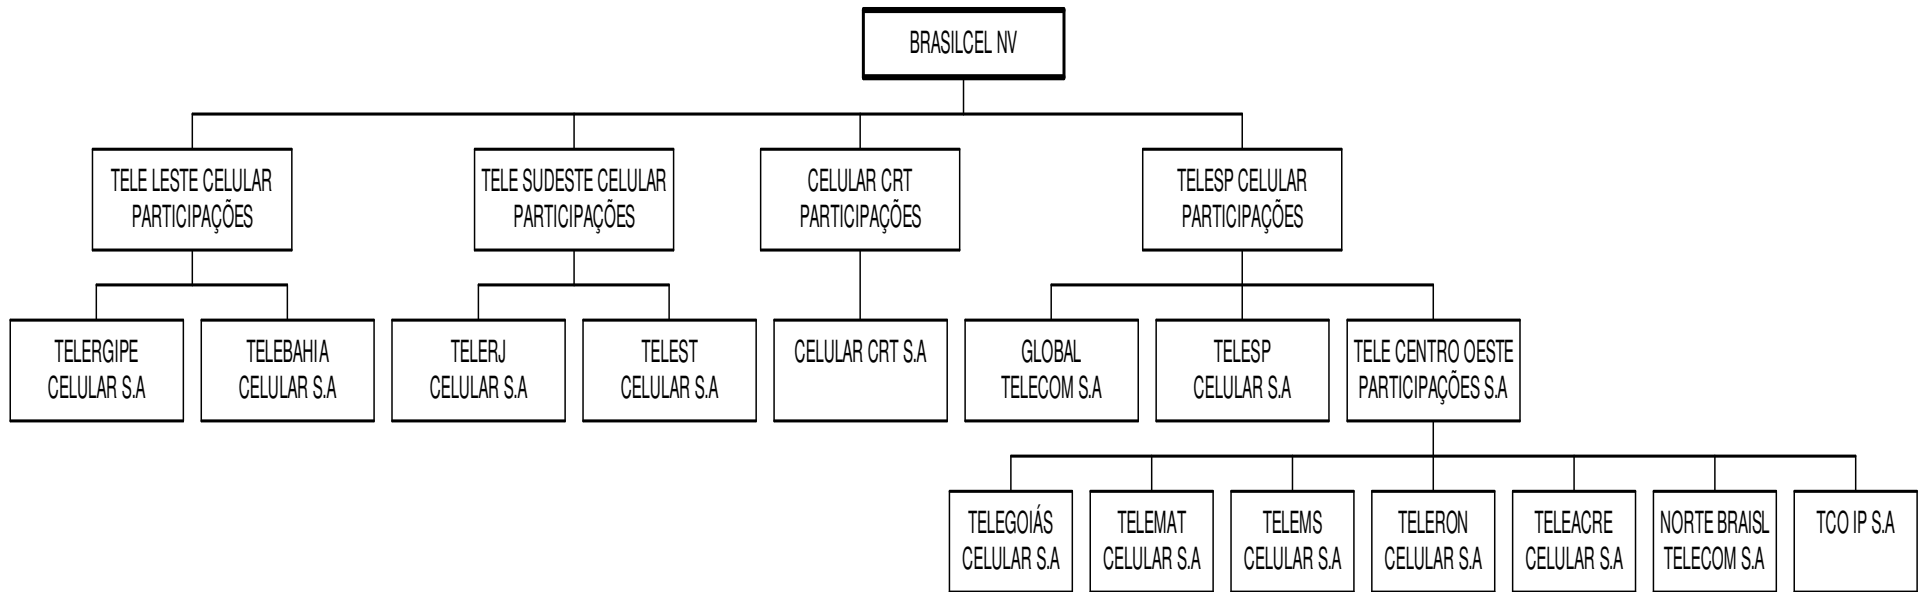 BRASILCEL NV
TELE LESTE CELULAR
PARTICIPAÇÕES
TELE SUDESTE CELULAR
PARTICIPAÇÕES
CELULAR CRT
PARTICIPAÇÕES
TELESP CELULAR
PARTICIPAÇÕES
TELERGIPE
CELULAR S.A
TELEBAHIA
CELULAR S.A
TELERJ
CELULAR S.A
TELEST
CELULAR S.A
CELULAR CRT S.A
GLOBAL
TELECOM S.A
TELESP
CELULAR S.A
TELE CENTRO OESTE
PARTICIPAÇÕES S.A
TELEGOIÁS
CELULAR S.A
TELEMAT
CELULAR S.A
TELEMS
CELULAR S.A
TELERON
CELULAR S.A
TELEACRE
CELULAR S.A
NORTE BRAISL
TELECOM S.A
TCO IP S.A